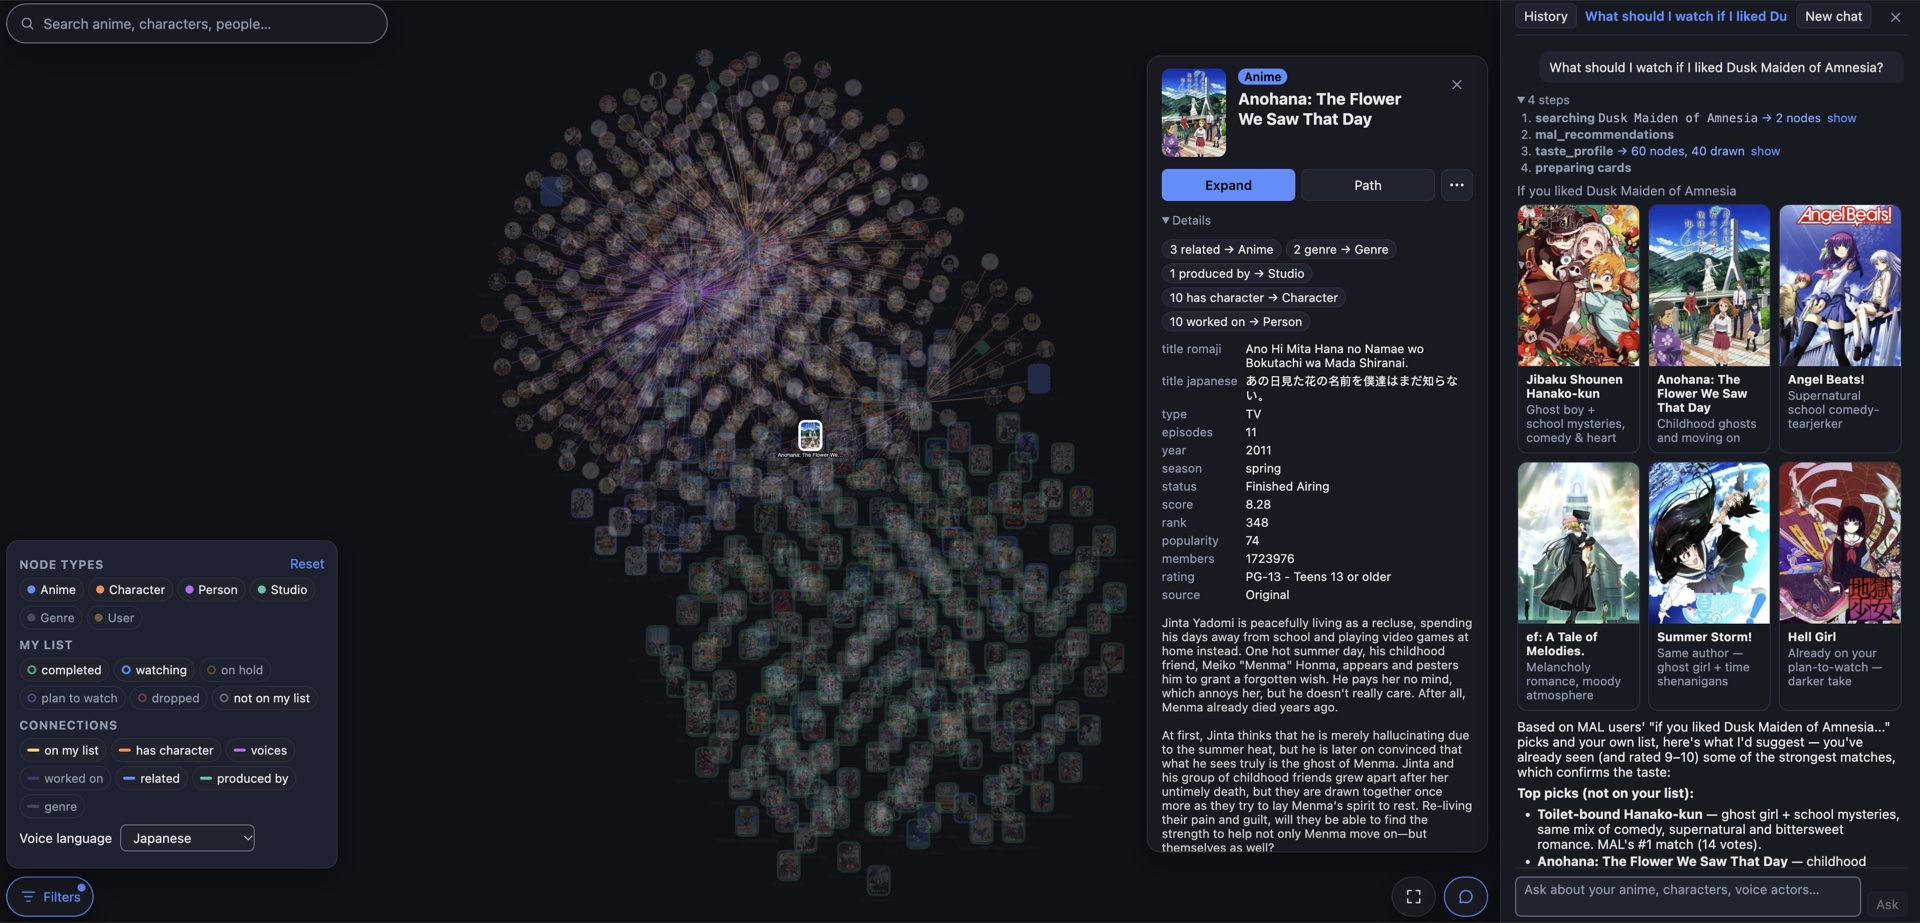 Search anime, characters, people...
Anohana: The Flower We...
NODE TYPES
Reset
Anime
Character
Person
Studio
Genre
User
MY LIST
completed
watching
on hold
plan to watch
dropped
not on my list
CONNECTIONS
on my list
has character
voices
worked on
related
produced by
genre
Voice language
Japanese
Filters
Anime
Anohana: The Flower
We Saw That Day
Expand
Path
Details
3 related → Anime
2 genre → Genre
1 produced by → Studio
10 has character → Character
10 worked on → Person
title romaji Ano Hi Mita Hana no Namae wo
Bokutachi wa Mada Shiranai.
title japanese あの日見た花の名前を僕達はまだ知らな
い。
type TV
episodes 11
year 2011
season spring
status Finished Airing
score 8.28
rank 348
popularity 74
members 1723976
rating PG-13 - Teens 13 or older
source Original
Jinta Yadomi is peacefully living as a recluse, spending
his days away from school and playing video games at
home instead. One hot summer day, his childhood
friend, Meiko "Menma" Honma, appears and pesters
him to grant a forgotten wish. He pays her no mind,
which annoys her, but he doesn't really care. After all,
Menma already died years ago.
At first, Jinta thinks that he is merely hallucinating due
to the summer heat, but he is later on convinced that
what he sees truly is the ghost of Menma. Jinta and
his group of childhood friends grew apart after her
untimely death, but they are drawn together once
more as they try to lay Menma's spirit to rest. Re-living
their pain and guilt, will they be able to find the
strength to help not only Menma move on—but
themselves as well?
History
What should I watch if I liked Du
New chat
What should I watch if I liked Dusk Maiden of Amnesia?
4 steps
1. searching Dusk Maiden of Amnesia → 2 nodes show
2. mal_recommendations
3. taste_profile → 60 nodes, 40 drawn show
4. preparing cards
If you liked Dusk Maiden of Amnesia
Angel Beats!
Jibaku Shounen
Hanako-kun
Ghost boy +
school mysteries,
comedy & heart
Anohana: The
Flower We Saw
That Day
Childhood ghosts
and moving on
Angel Beats!
Supernatural
school comedy-
tearjerker
地獄
少女
ef: A Tale of
Melodies.
Melancholy
romance, moody
atmosphere
Summer Storm!
Same author —
ghost girl + time
shenanigans
Hell Girl
Already on your
plan-to-watch —
darker take
Based on MAL users' "if you liked Dusk Maiden of Amnesia..."
picks and your own list, here's what I'd suggest — you've
already seen (and rated 9–10) some of the strongest matches,
which confirms the taste:
Top picks (not on your list):
• Toilet-bound Hanako-kun — ghost girl + school mysteries,
same mix of comedy, supernatural and bittersweet
romance. MAL's #1 match (14 votes).
• Anohana: The Flower We Saw That Day — childhood
Ask about your anime, characters, voice actors...
Ask